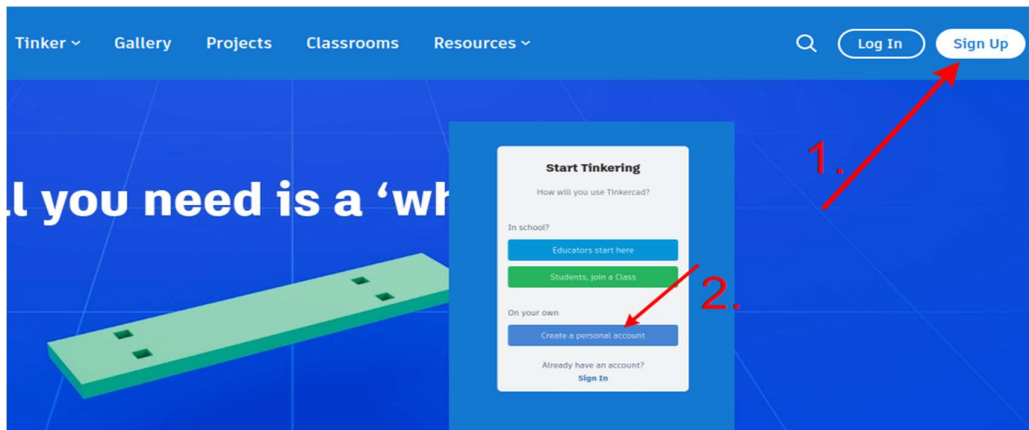 Tinker Gallery Projects Classrooms Resources Log In Sign Up
1.
Start Tinkering
How will you use Tinkercad?
ll you need is a ‘wh
In school?
Educators start here
Students, Join a Class
2.
On your own
Create a personal account
Already have an account?
Sign In